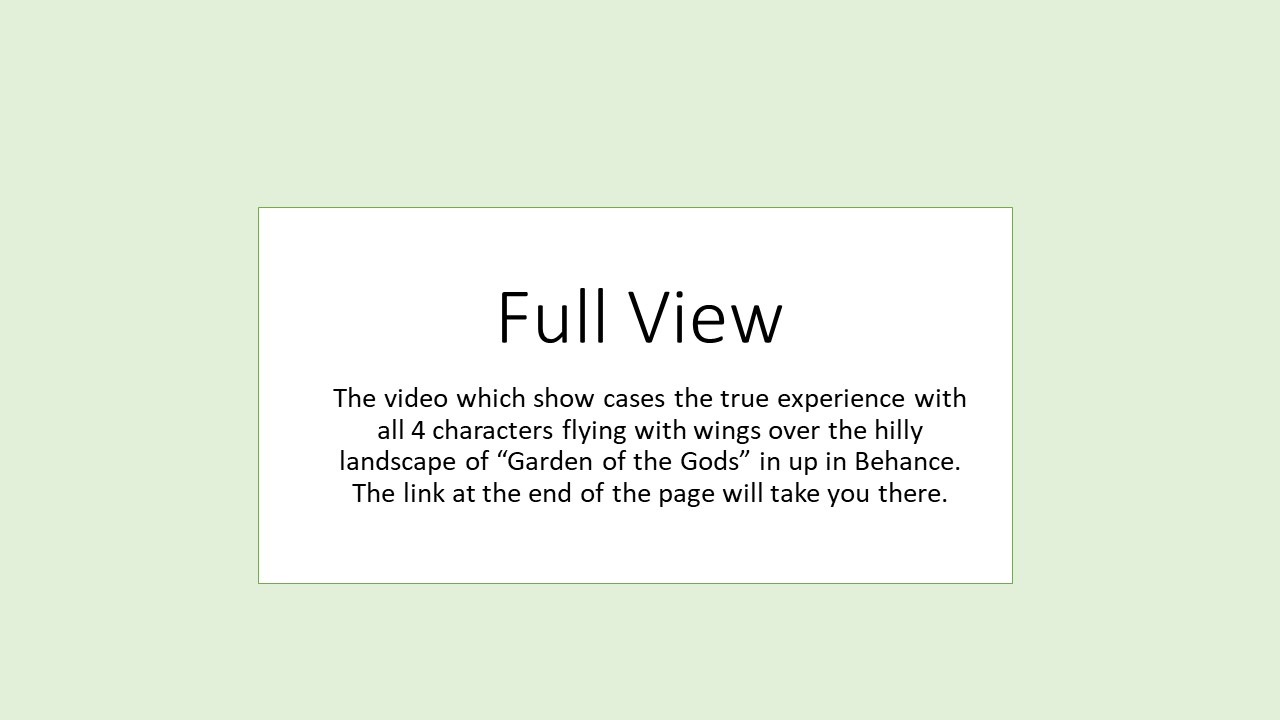 Full View
The video which show cases the true experience with
all 4 characters flying with wings over the hilly
landscape of “Garden of the Gods” in up in Behance.
The link at the end of the page will take you there.